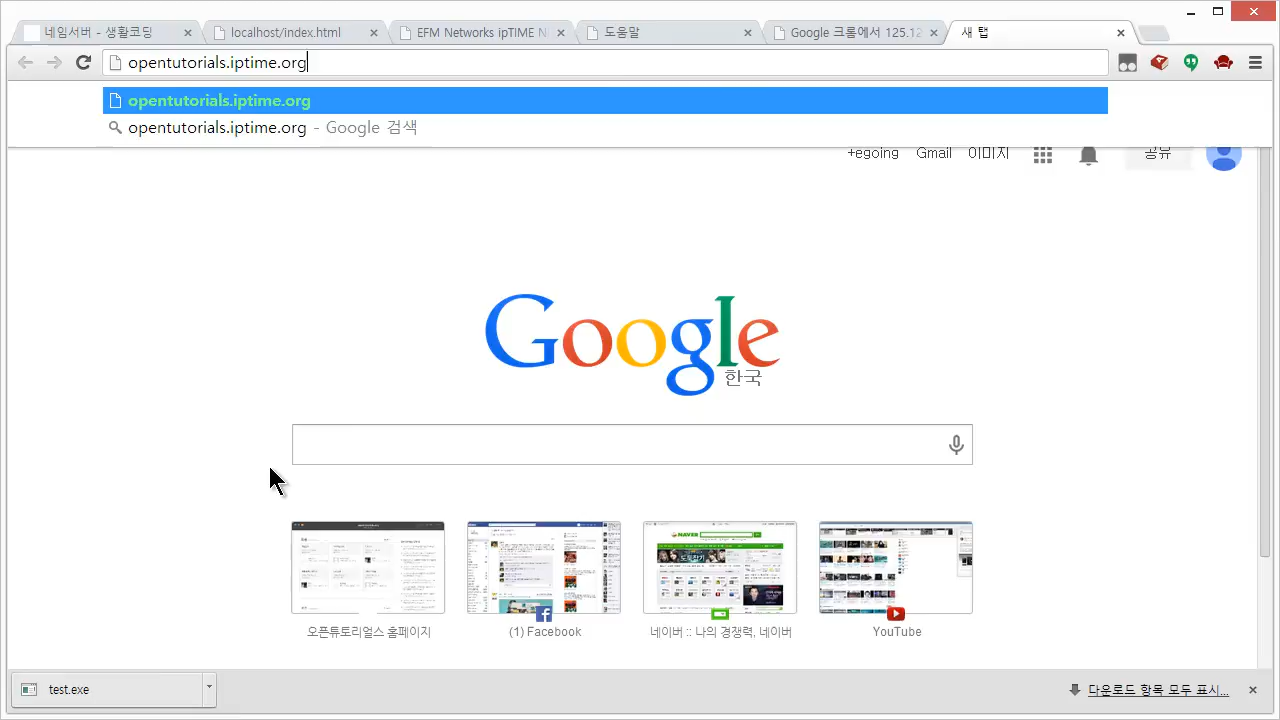 네임서버 - 생활코딩
localhost/index.html
EFM Networks ipTIME N
도움말
Google 크롬에서 125.12
새 탭
opentutorials.iptime.org
opentutorials.iptime.org
opentutorials.iptime.org - Google 검색
+egoing Gmail 이미지 공유
Google
한국
NAVER
오픈튜토리얼스 홈페이지
(1) Facebook
네이버 :: 나의 경쟁력, 네이버
YouTube
test.exe
다운로드 항목 모두 표시...